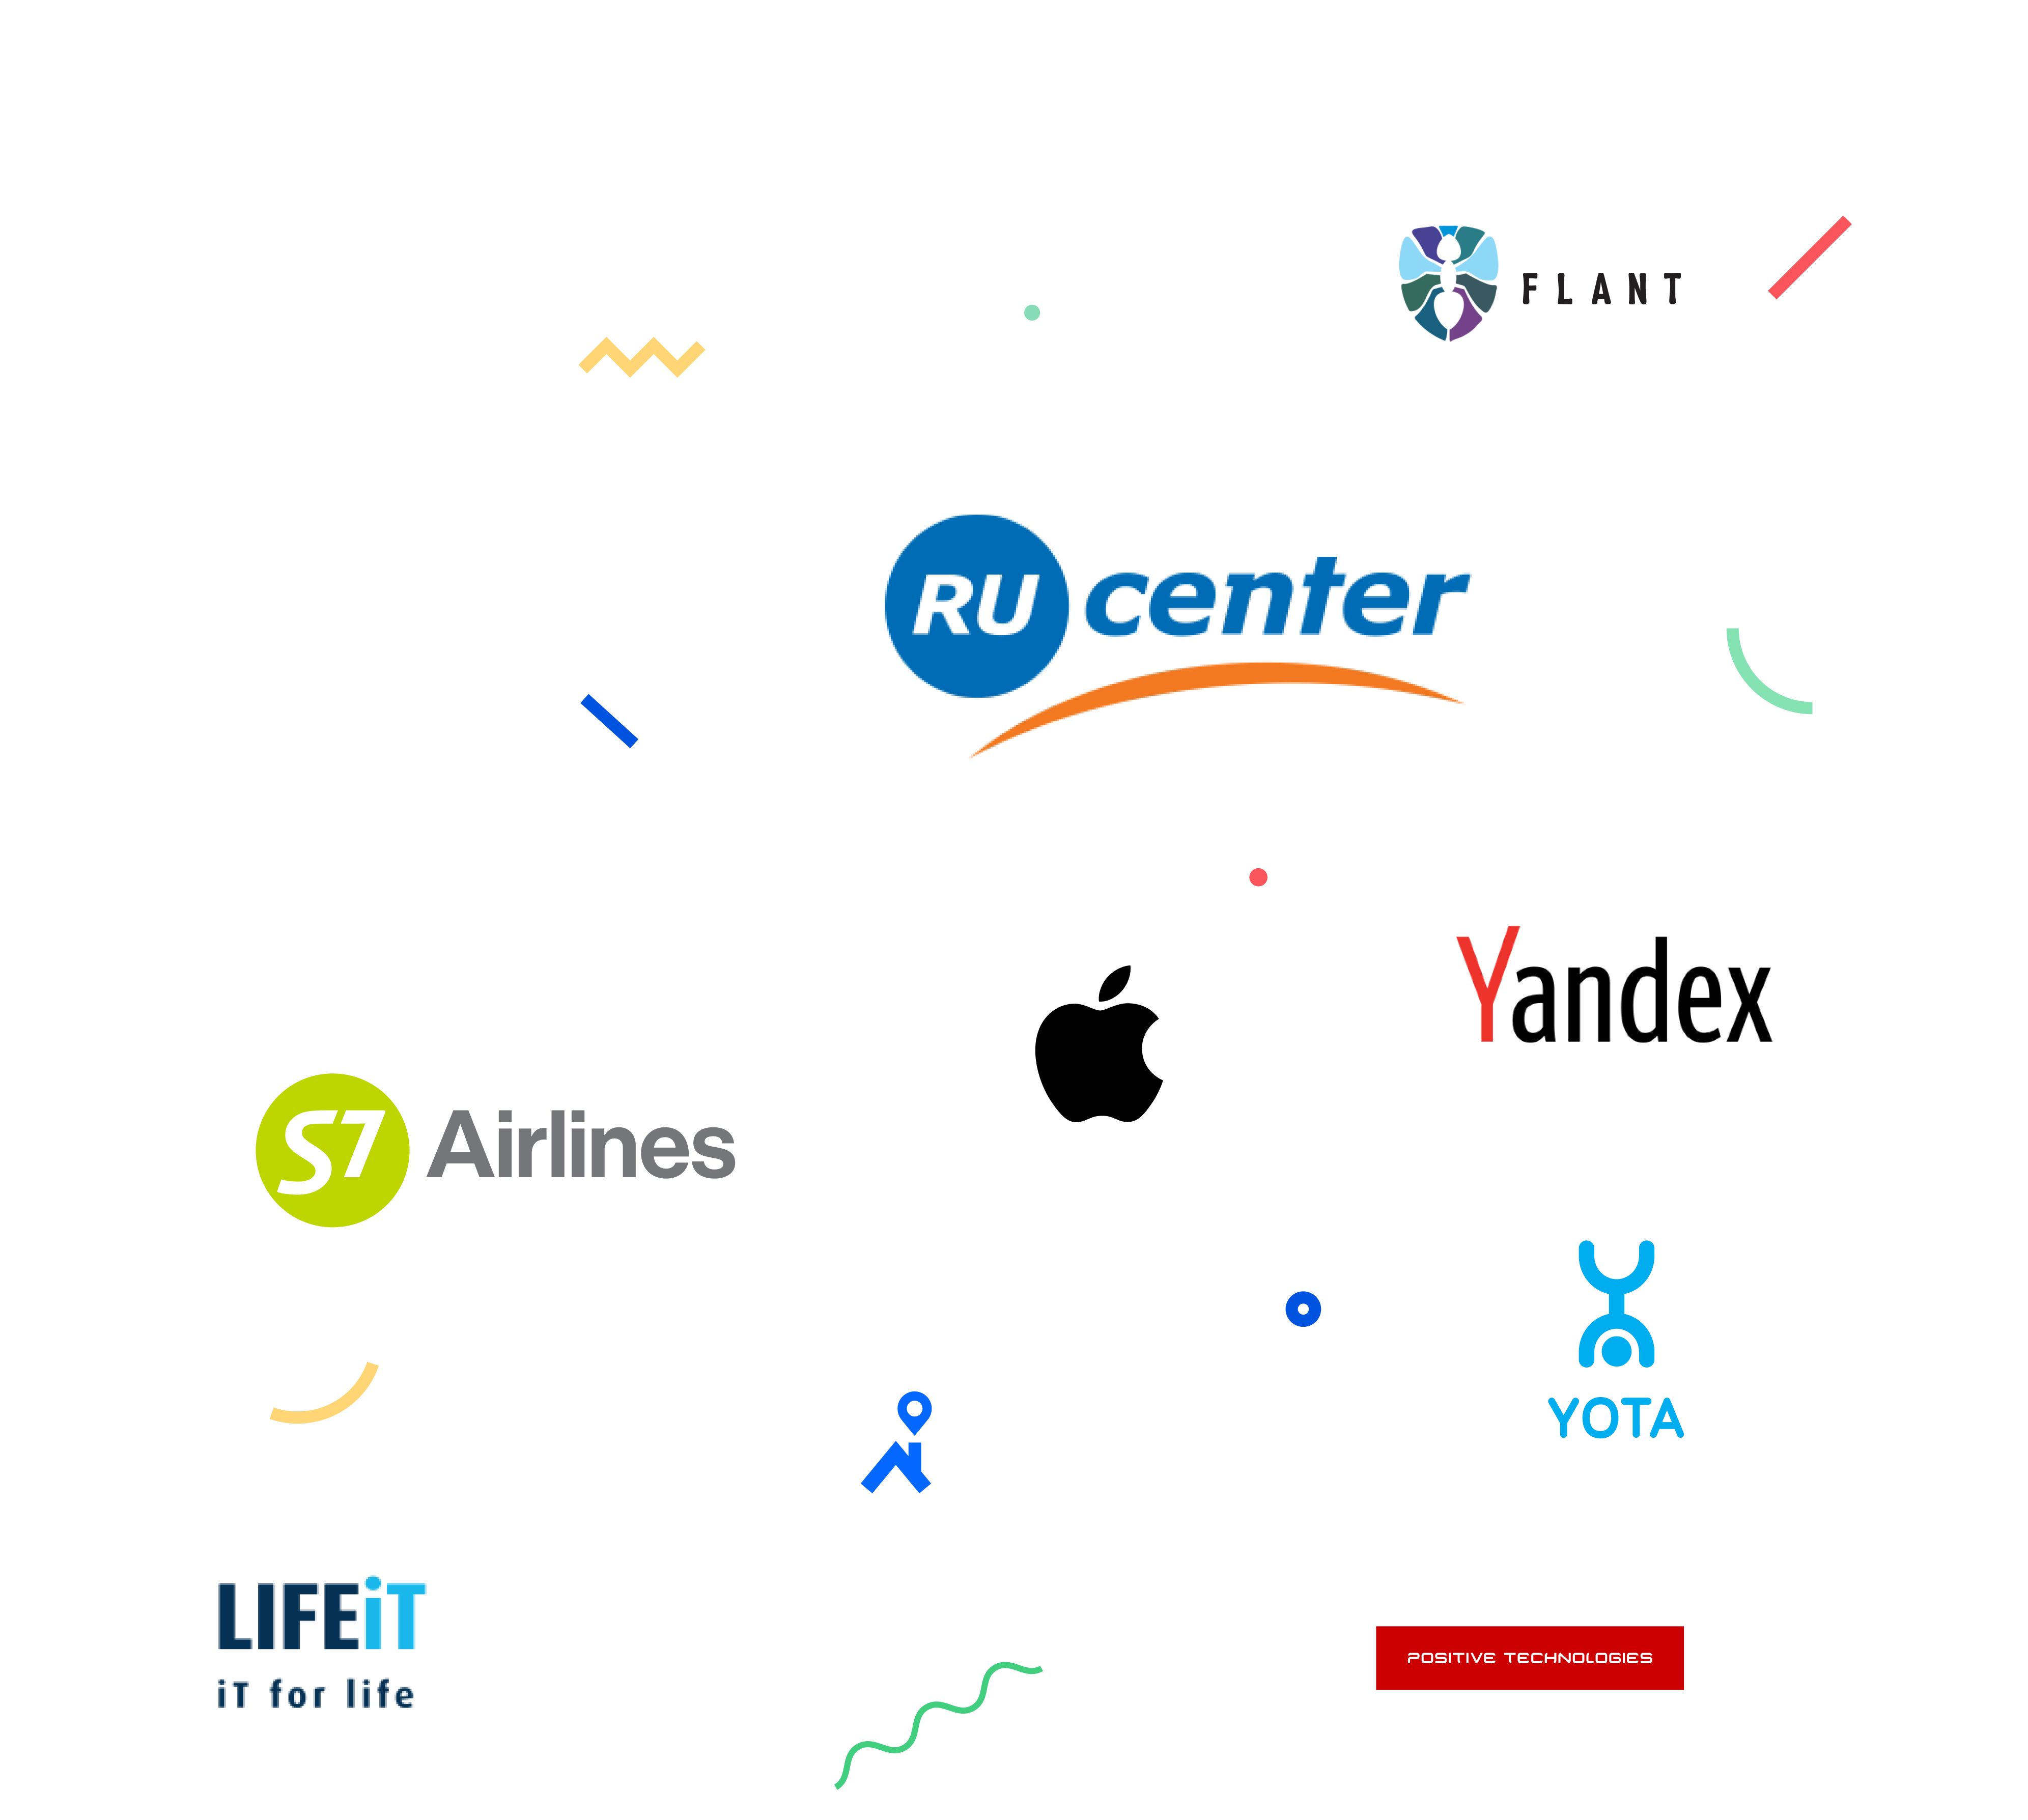 FLANT
RU center
Yandex
S7 Airlines
YOTA
LIFEiT
iT for life
POSITIVE TECHNOLOGIES